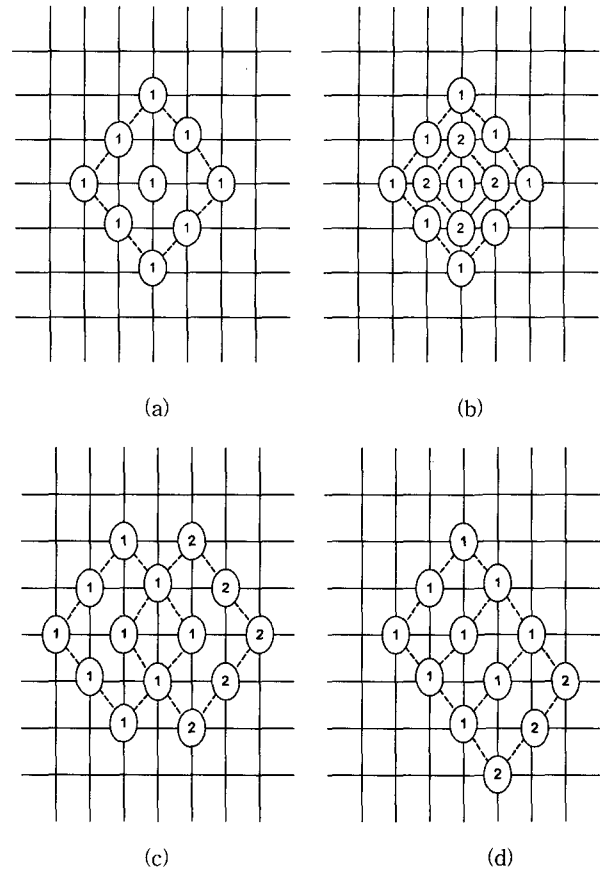 1 1
1 1 1 2 1
1 1 1 1 2 1 2 1
1 1 1 2 1
1 1
(a) (b)
1 2 1
1 1 2 1 1
1 1 1 2 1 1 1
1 1 2 1 1 2
1 2 1 2
2
(c) (d)